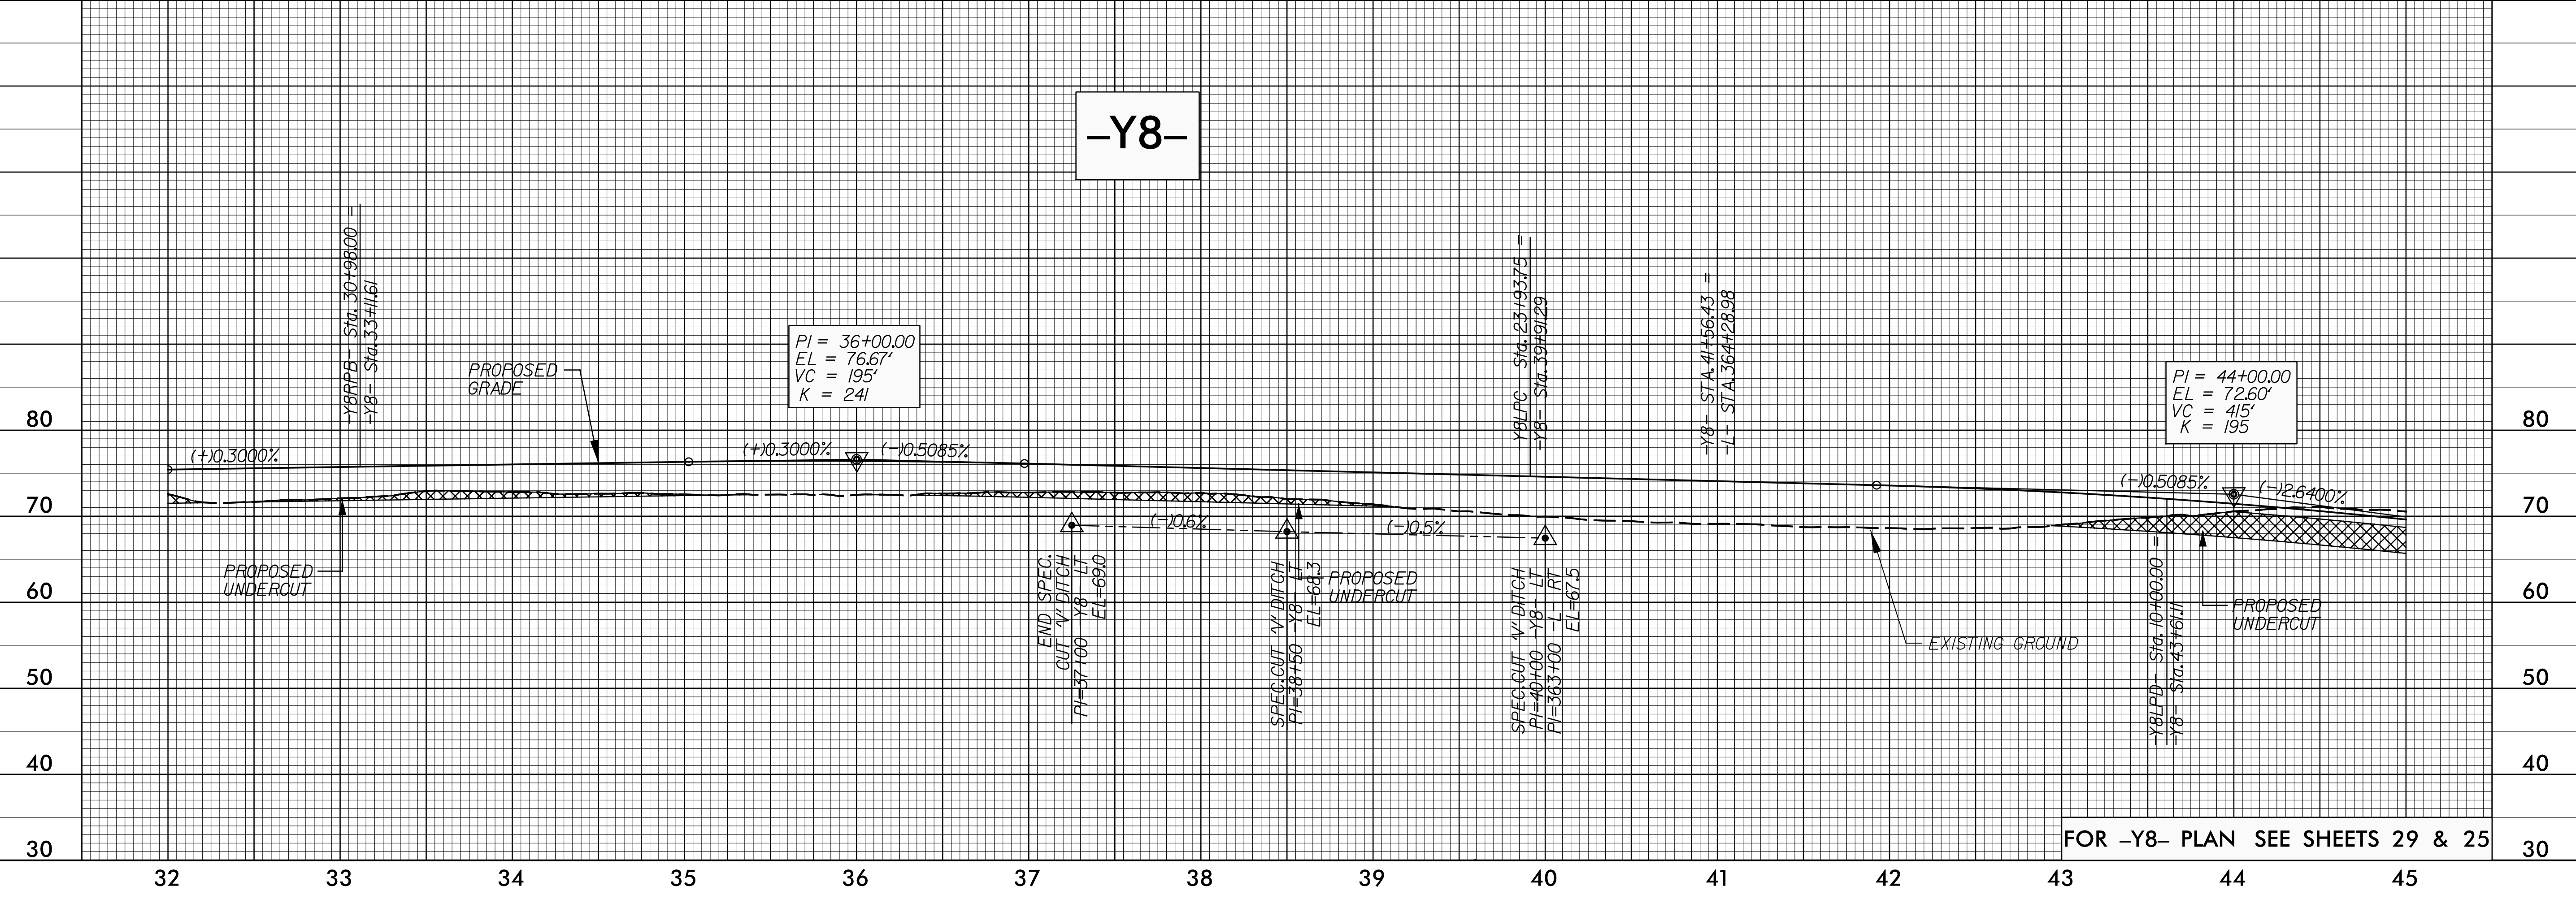 –Y8–
-Y8RPB- Sta. 30+98.00 =
-Y8- Sta.33+11.61
PROPOSED
GRADE
PI = 36+00.00
EL = 76.67'
VC = 195'
K = 241
Y8LPC- Sta. 23+93.75 =
-Y8- Sta.39+91.29
-Y8- STA.41+56.43 =
-L- STA.364+28.98
PI = 44+00.00
EL = 72.60'
VC = 415'
K = 195
80
80
(+)0.3000%
(+)0.3000%
(-)0.5085%
(-)0.5085%
(-)2.6400%
70
70
(-)0.6%
(-)0.5%
PROPOSED
UNDERCUT
END SPEC.
CUT 'V' DITCH
PI=37+00 -Y8 LT
EL=69.0
SPEC.CUT 'V' DITCH
PI=38+50 -Y8- LT
EL=68.3
PROPOSED
UNDERCUT
SPEC.CUT 'V' DITCH
PI=40+00 -Y8- LT
PI=363+00 L RT
EL=67.5
EXISTING GROUND
-Y8LPD- Sta. 10+00.00 =
-Y8- Sta.43+61.11
PROPOSED
UNDERCUT
60
60
50
50
40
40
30
30
FOR –Y8– PLAN SEE SHEETS 29 & 25
32 33 34 35 36 37 38 39 40 41 42 43 44 45